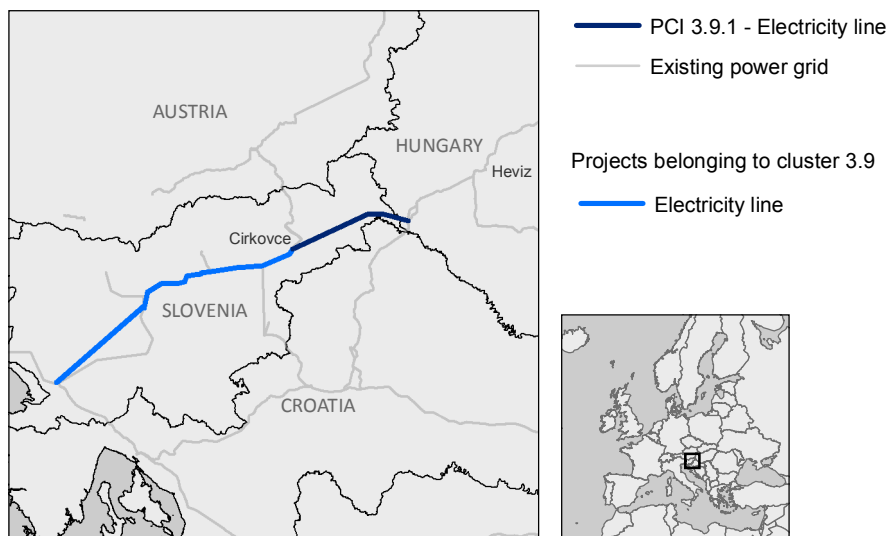 AUSTRIA
HUNGARY
Heviz
Cirkovce
SLOVENIA
CROATIA
PCI 3.9.1 - Electricity line
Existing power grid
Projects belonging to cluster 3.9
Electricity line